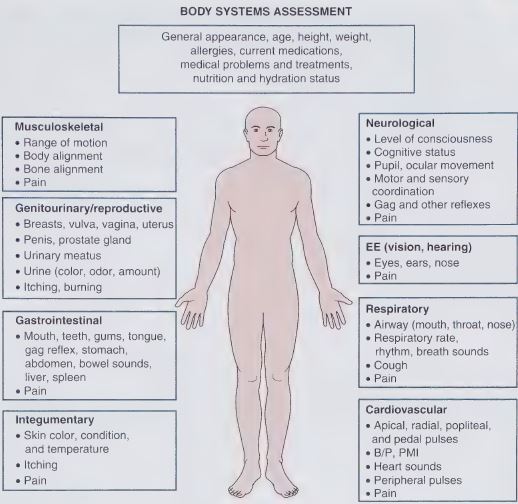 BODY SYSTEMS ASSESSMENT
General appearance, age, height, weight,
allergies, current medications,
medical problems and treatments,
nutrition and hydration status
Musculoskeletal
• Range of motion
• Body alignment
• Bone alignment
• Pain
Genitourinary/reproductive
• Breasts, vulva, vagina, uterus
• Penis, prostate gland
• Urinary meatus
• Urine (color, odor, amount)
• Itching, burning
Gastrointestinal
• Mouth, teeth, gums, tongue,
gag reflex, stomach,
abdomen, bowel sounds,
liver, spleen
• Pain
Integumentary
• Skin color, condition,
and temperature
• Itching
• Pain
Neurological
• Level of consciousness
• Cognitive status
• Pupil, ocular movement
• Motor and sensory
coordination
• Gag and other reflexes
• Pain
EE (vision, hearing)
• Eyes, ears, nose
• Pain
Respiratory
• Airway (mouth, throat, nose)
• Respiratory rate,
rhythm, breath sounds
• Cough
• Pain
Cardiovascular
• Apical, radial, popliteal,
and pedal pulses
• B/P, PMI
• Heart sounds
• Peripheral pulses
• Pain